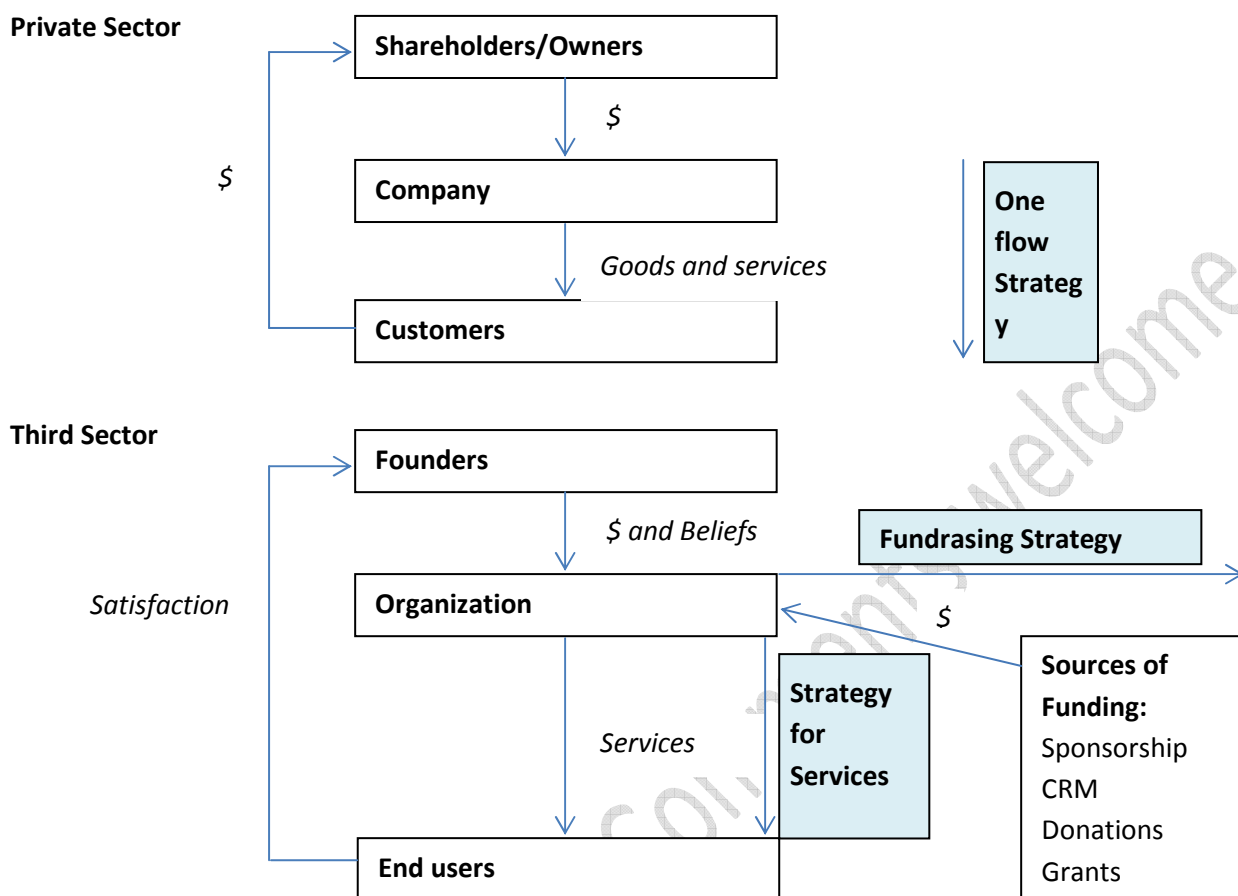 Private Sector
Shareholders/Owners
$
$
Company
One
flow
Strateg
y
Goods and services
Customers
Third Sector
Founders
$ and Beliefs
Fundrasing Strategy
Satisfaction
Organization
$
Sources of
Funding:
Sponsorship
CRM
Donations
Grants
Strategy
for
Services
Services
End users
welcome